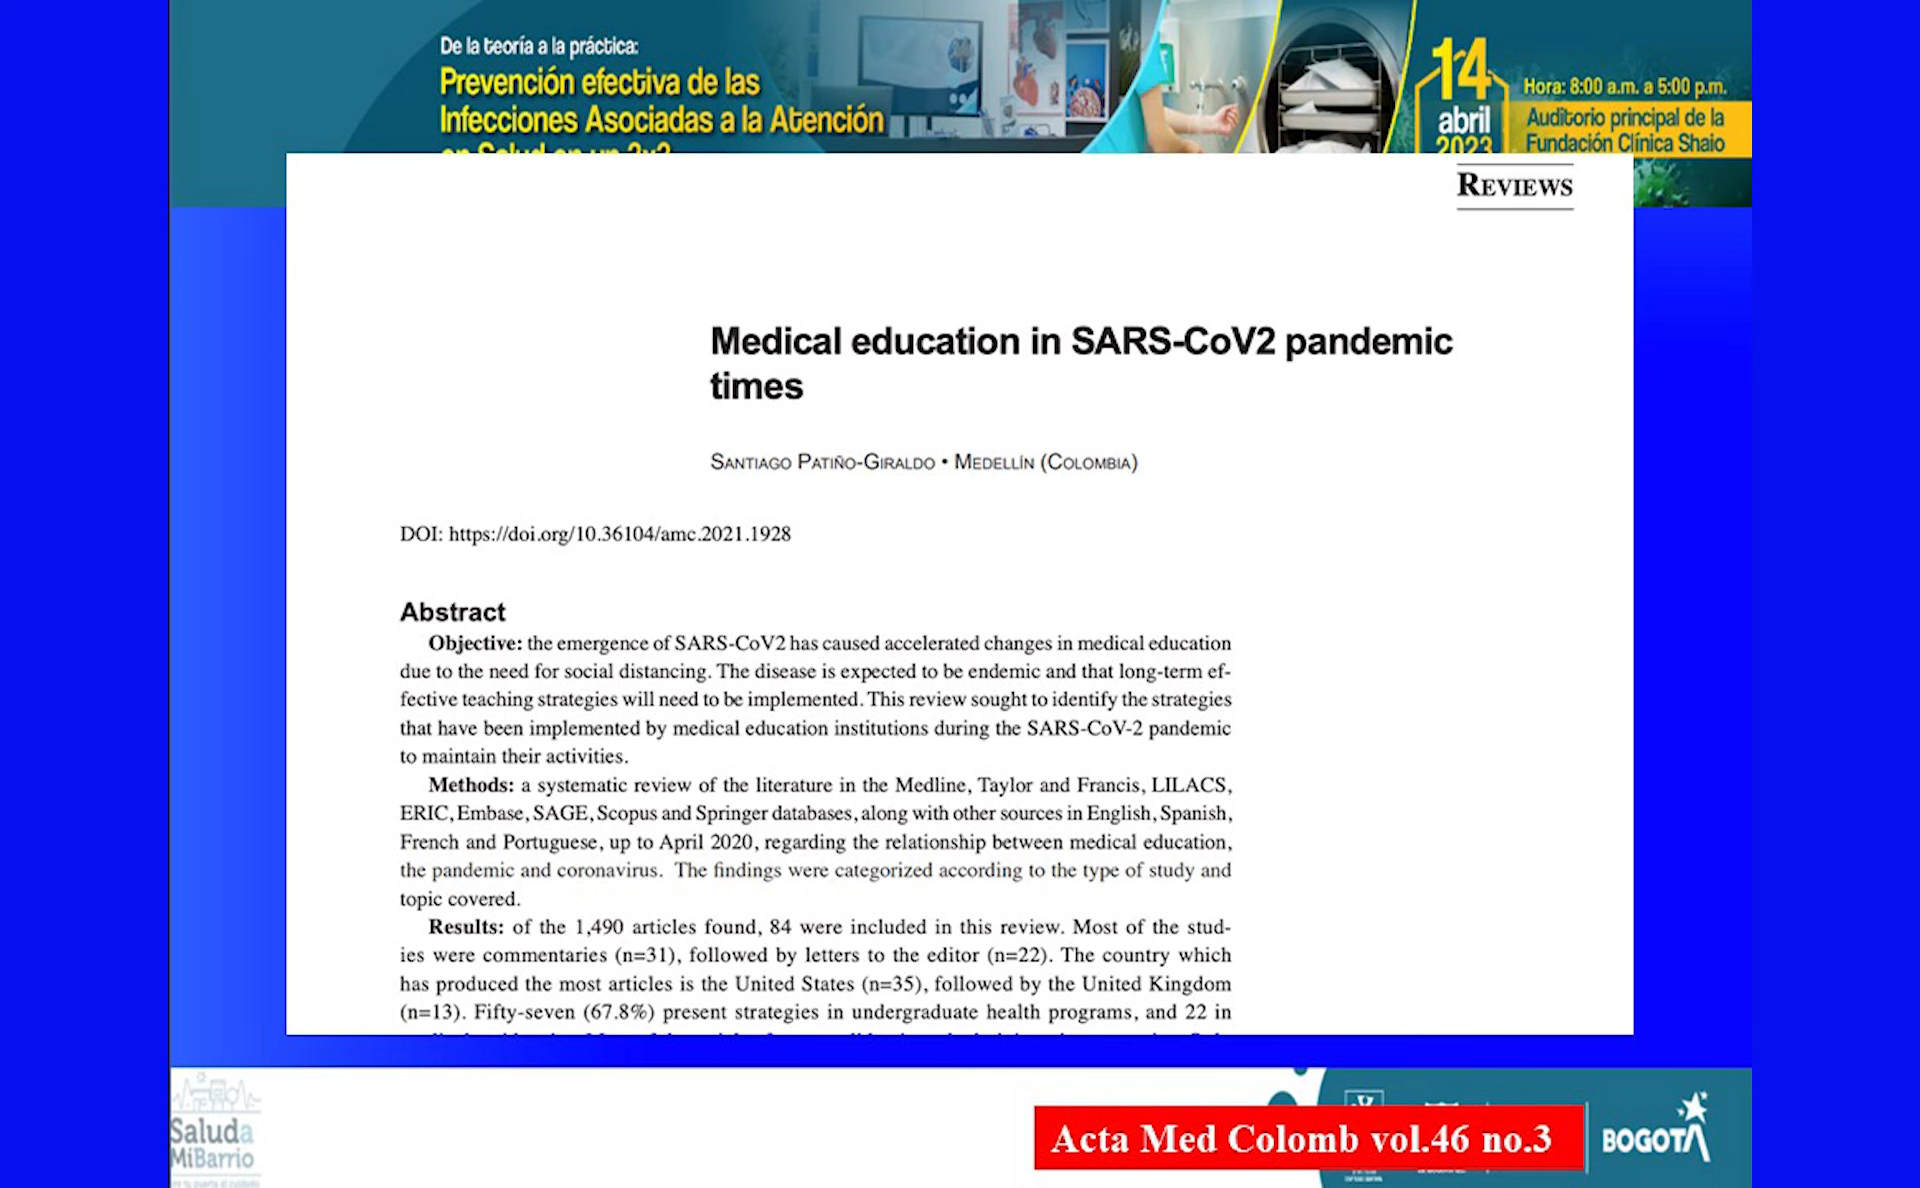 De la teoría a la práctica:
Prevención efectiva de las
Infecciones Asociadas a la Atención
en Salud en un 2x3
14
abril
2023
Hora: 8:00 a.m. a 5:00 p.m.
Auditorio principal de la
Fundación Clínica Shaio
REVIEWS
Medical education in SARS-CoV2 pandemic
times
SANTIAGO PATIÑO-GIRALDO • MEDELLÍN (COLOMBIA)
DOI: https://doi.org/10.36104/amc.2021.1928
Abstract
Objective: the emergence of SARS-CoV2 has caused accelerated changes in medical education
due to the need for social distancing. The disease is expected to be endemic and that long-term ef-
fective teaching strategies will need to be implemented. This review sought to identify the strategies
that have been implemented by medical education institutions during the SARS-CoV-2 pandemic
to maintain their activities.
Methods: a systematic review of the literature in the Medline, Taylor and Francis, LILACS,
ERIC, Embase, SAGE, Scopus and Springer databases, along with other sources in English, Spanish,
French and Portuguese, up to April 2020, regarding the relationship between medical education,
the pandemic and coronavirus. The findings were categorized according to the type of study and
topic covered.
Results: of the 1,490 articles found, 84 were included in this review. Most of the stud-
ies were commentaries (n=31), followed by letters to the editor (n=22). The country which
has produced the most articles is the United States (n=35), followed by the United Kingdom
(n=13). Fifty-seven (67.8%) present strategies in undergraduate health programs, and 22 in
Saluda
MiBarrio
Acta Med Colomb vol.46 no.3
BOGOTÁ